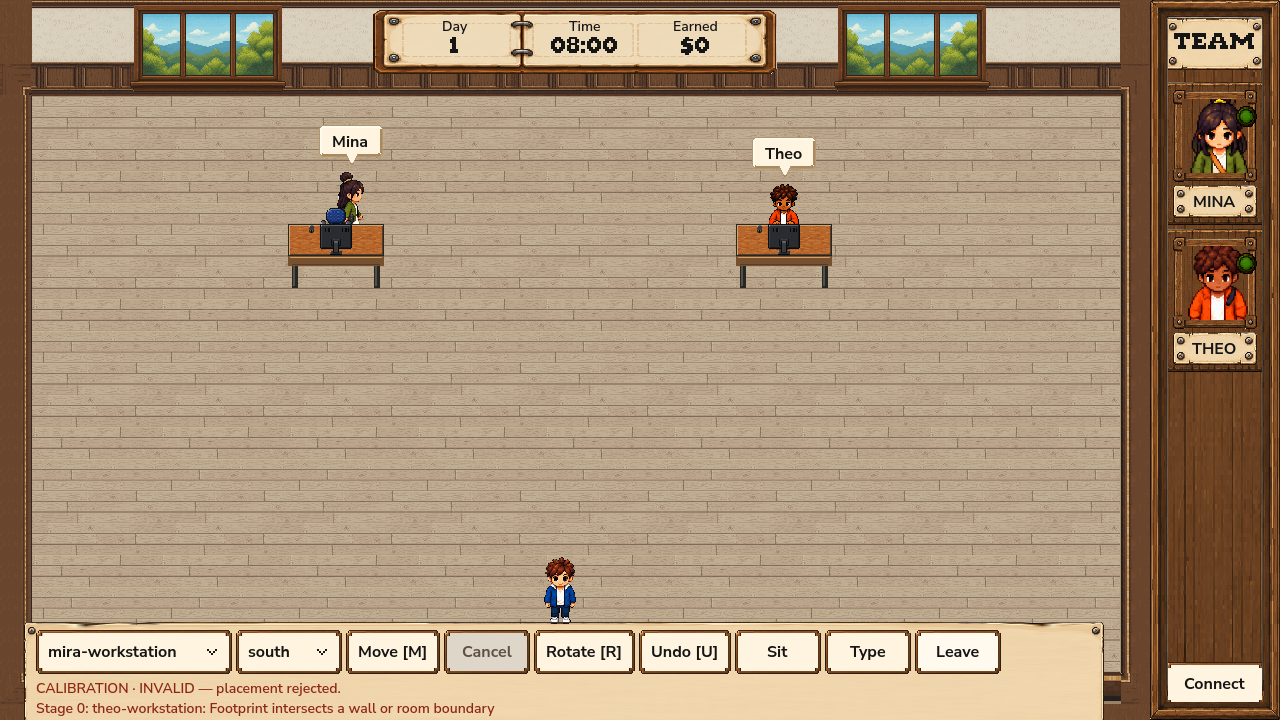 Day
1
Time
08:00
Earned
$0
TEAM
Mina
Theo
MINA
THEO
mira-workstation
south
Move [M]
Cancel
Rotate [R]
Undo [U]
Sit
Type
Leave
Connect
CALIBRATION · INVALID — placement rejected.
Stage 0: theo-workstation: Footprint intersects a wall or room boundary